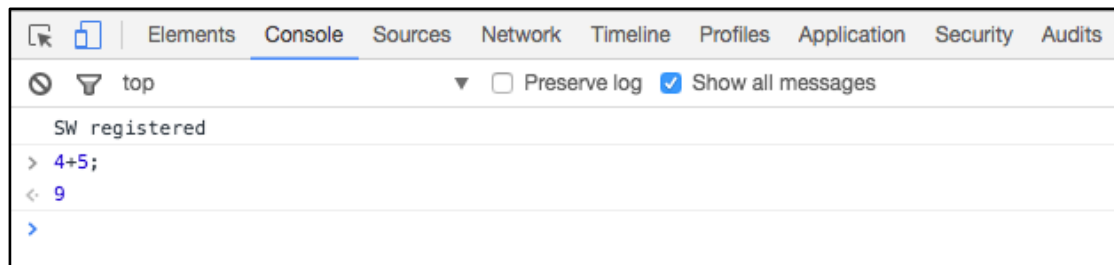 Elements Console Sources Network Timeline Profiles Application Security Audits
top Preserve log Show all messages
SW registered
> 4+5;
9
>